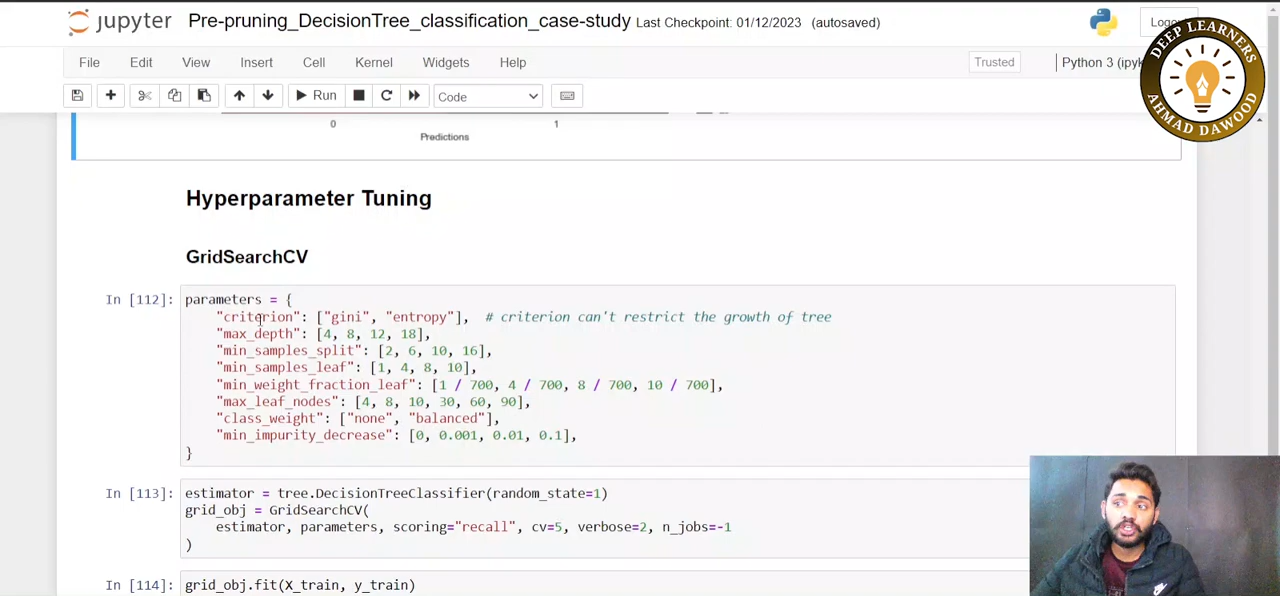 jupyter Pre-pruning_DecisionTree_classification_case-study Last Checkpoint: 01/12/2023 (autosaved)
DEEP LEARNERS
AHMAD DAWOOD
File Edit View Insert Cell Kernel Widgets Help Trusted Python 3
Run Code
0 1
Predictions
Hyperparameter Tuning
GridSearchCV
In [112]: parameters = {
"criterion": ["gini", "entropy"], # criterion can't restrict the growth of tree
"max_depth": [4, 8, 12, 18],
"min_samples_split": [2, 6, 10, 16],
"min_samples_leaf": [1, 4, 8, 10],
"min_weight_fraction_leaf": [1 / 700, 4 / 700, 8 / 700, 10 / 700],
"max_leaf_nodes": [4, 8, 10, 30, 60, 90],
"class_weight": ["none", "balanced"],
"min_impurity_decrease": [0, 0.001, 0.01, 0.1],
}
In [113]: estimator = tree.DecisionTreeClassifier(random_state=1)
grid_obj = GridSearchCV(
estimator, parameters, scoring="recall", cv=5, verbose=2, n_jobs=-1
)
In [114]: grid_obj.fit(X_train, y_train)